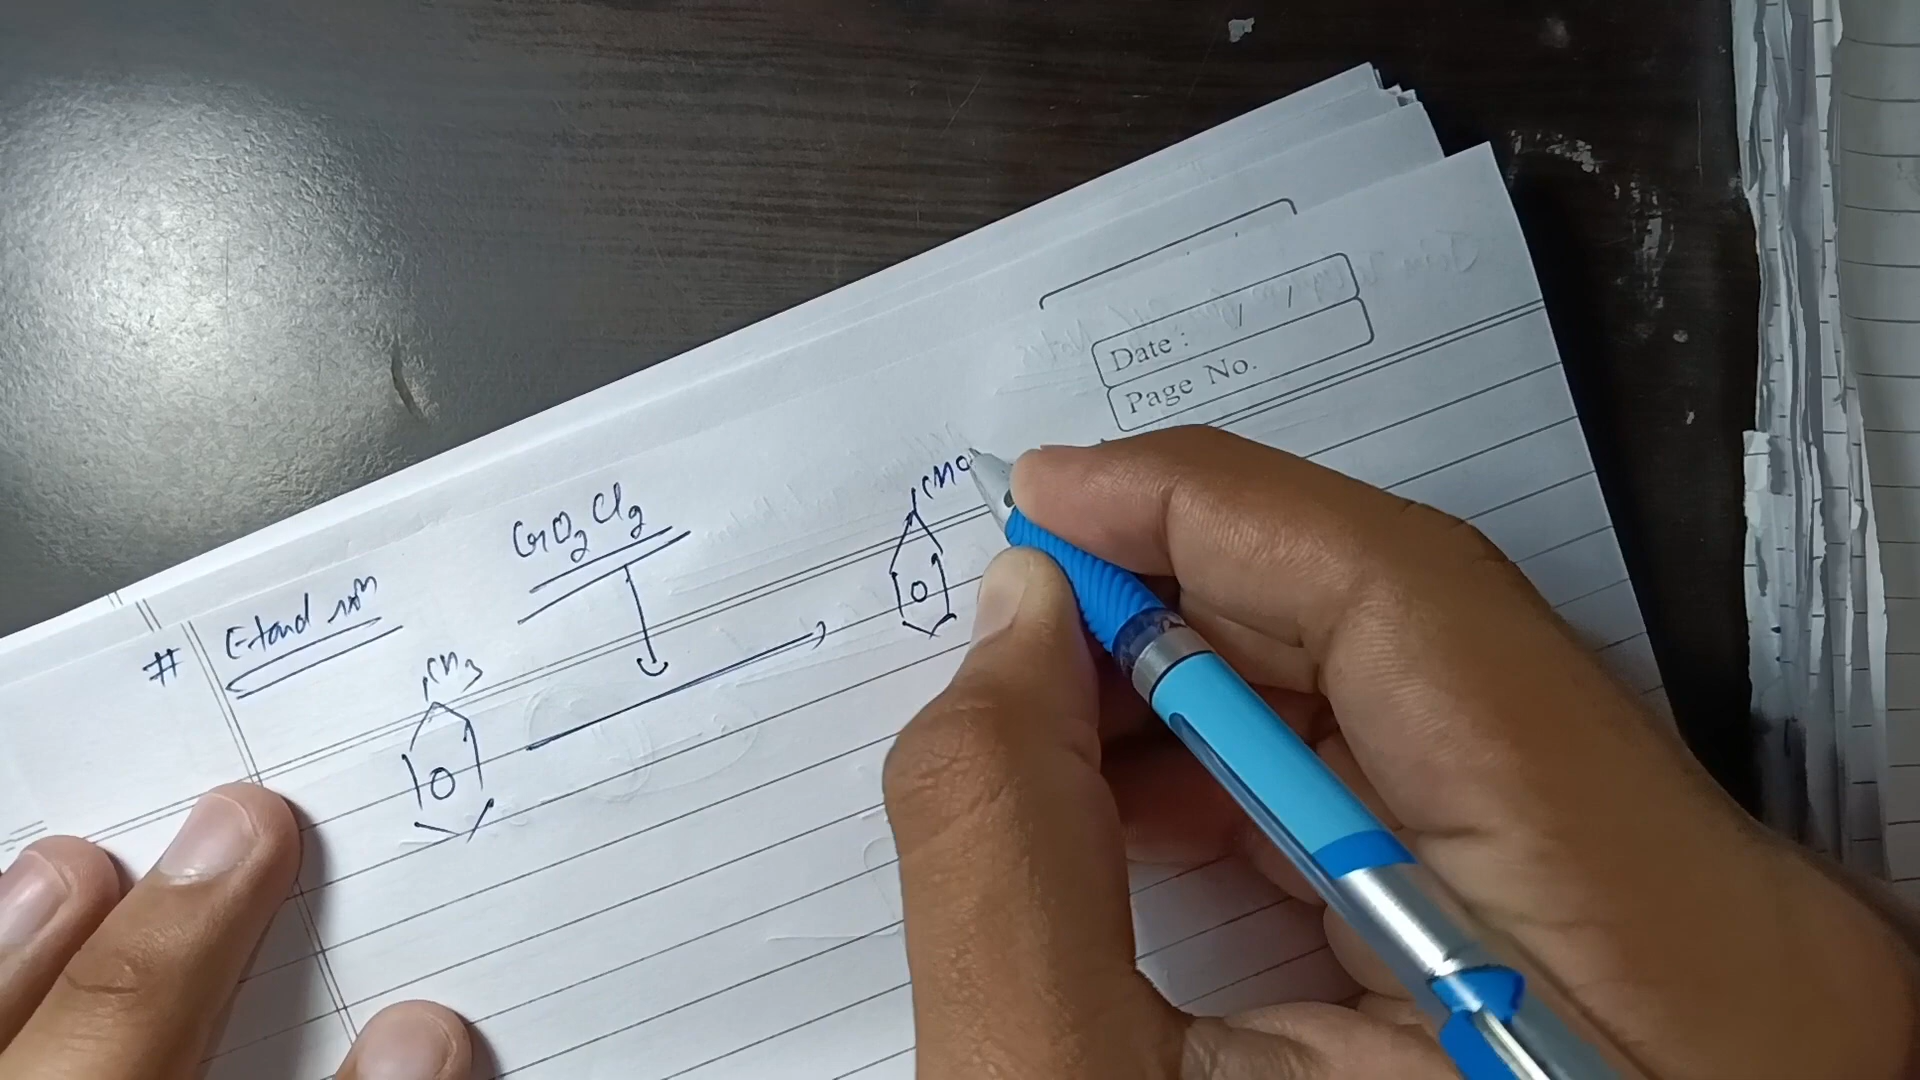 Date : / /
Page No.
# Etard rxn
CrO2Cl2
CH3
CHO